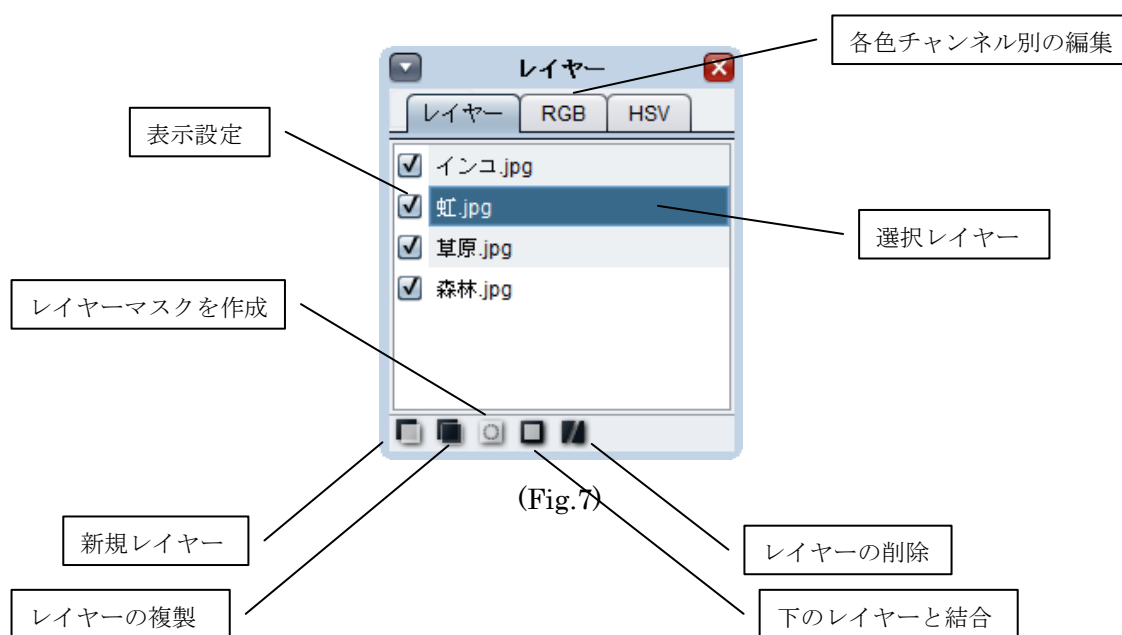 各色チャンネル別の編集
レイヤー
レイヤー RGB HSV
表示設定
インコ.jpg
虹.jpg
選択レイヤー
草原.jpg
森林.jpg
レイヤーマスクを作成
(Fig.7)
新規レイヤー
レイヤーの削除
レイヤーの複製
下のレイヤーと結合